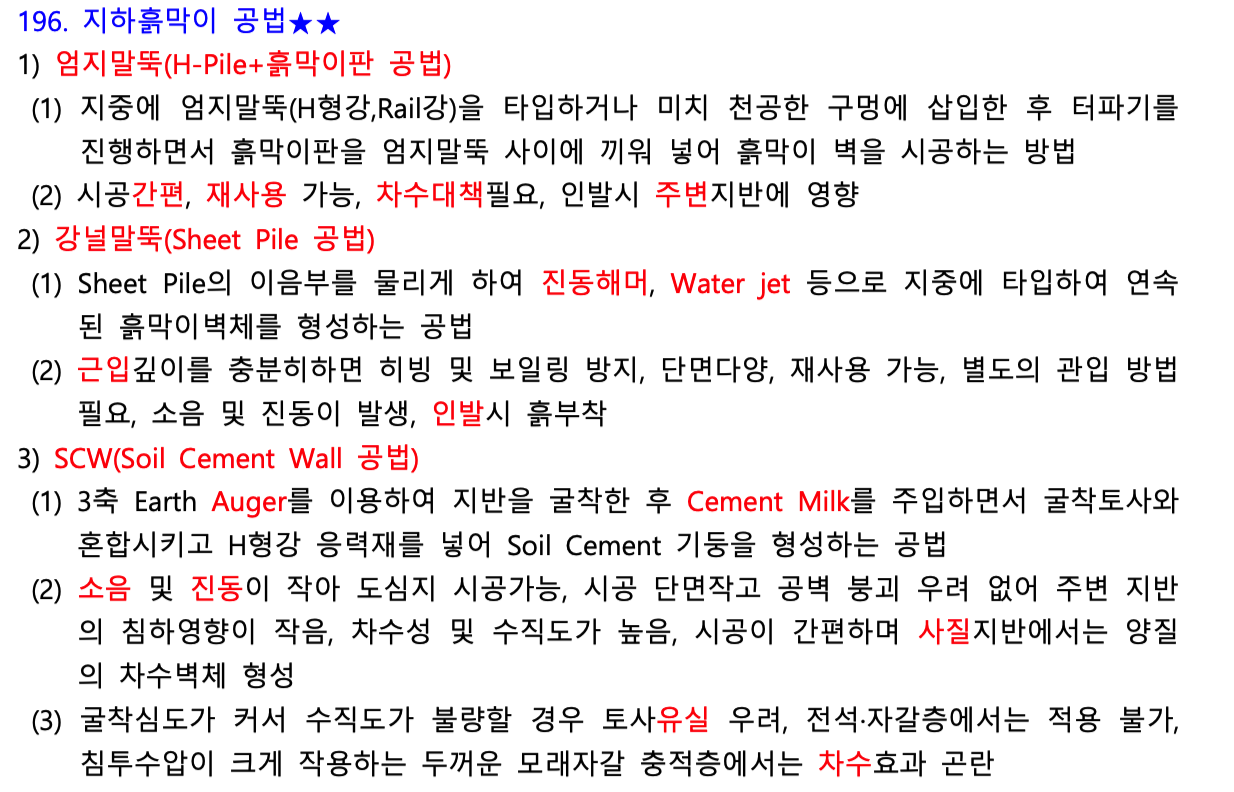 196. 지하흙막이 공법★★
1) 엄지말뚝(H-Pile+흙막이판 공법)
(1) 지중에 엄지말뚝(H형강,Rail강)을 타입하거나 미치 천공한 구멍에 삽입한 후 터파기를
진행하면서 흙막이판을 엄지말뚝 사이에 끼워 넣어 흙막이 벽을 시공하는 방법
(2) 시공간편, 재사용 가능, 차수대책필요, 인발시 주변지반에 영향
2) 강널말뚝(Sheet Pile 공법)
(1) Sheet Pile의 이음부를 물리게 하여 진동해머, Water jet 등으로 지중에 타입하여 연속
된 흙막이벽체를 형성하는 공법
(2) 근입깊이를 충분히하면 히빙 및 보일링 방지, 단면다양, 재사용 가능, 별도의 관입 방법
필요, 소음 및 진동이 발생, 인발시 흙부착
3) SCW(Soil Cement Wall 공법)
(1) 3축 Earth Auger를 이용하여 지반을 굴착한 후 Cement Milk를 주입하면서 굴착토사와
혼합시키고 H형강 응력재를 넣어 Soil Cement 기둥을 형성하는 공법
(2) 소음 및 진동이 작아 도심지 시공가능, 시공 단면작고 공벽 붕괴 우려 없어 주변 지반
의 침하영향이 작음, 차수성 및 수직도가 높음, 시공이 간편하며 사질지반에서는 양질
의 차수벽체 형성
(3) 굴착심도가 커서 수직도가 불량할 경우 토사유실 우려, 전석·자갈층에서는 적용 불가,
침투수압이 크게 작용하는 두꺼운 모래자갈 충적층에서는 차수효과 곤란